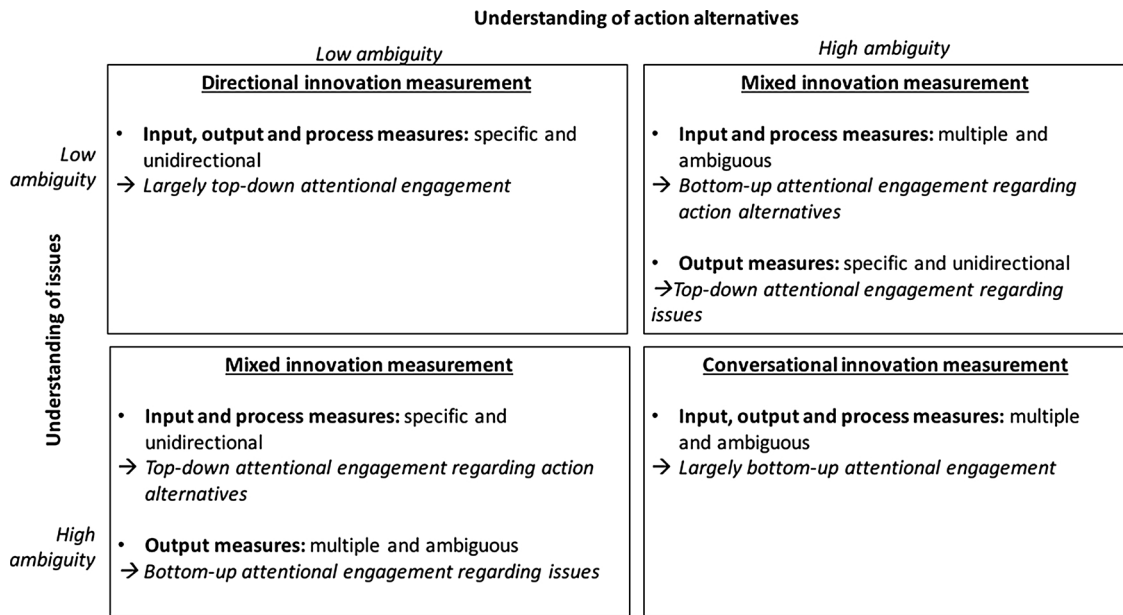 Understanding of action alternatives
Low ambiguity
High ambiguity
Understanding of issues
Low
ambiguity
Directional innovation measurement
• Input, output and process measures: specific and
unidirectional
→ Largely top-down attentional engagement
Mixed innovation measurement
• Input and process measures: multiple and
ambiguous
→ Bottom-up attentional engagement regarding
action alternatives
• Output measures: specific and unidirectional
→Top-down attentional engagement regarding
issues
High
ambiguity
Mixed innovation measurement
• Input and process measures: specific and
unidirectional
→ Top-down attentional engagement regarding action
alternatives
• Output measures: multiple and ambiguous
→ Bottom-up attentional engagement regarding issues
Conversational innovation measurement
• Input, output and process measures: multiple
and ambiguous
→ Largely bottom-up attentional engagement